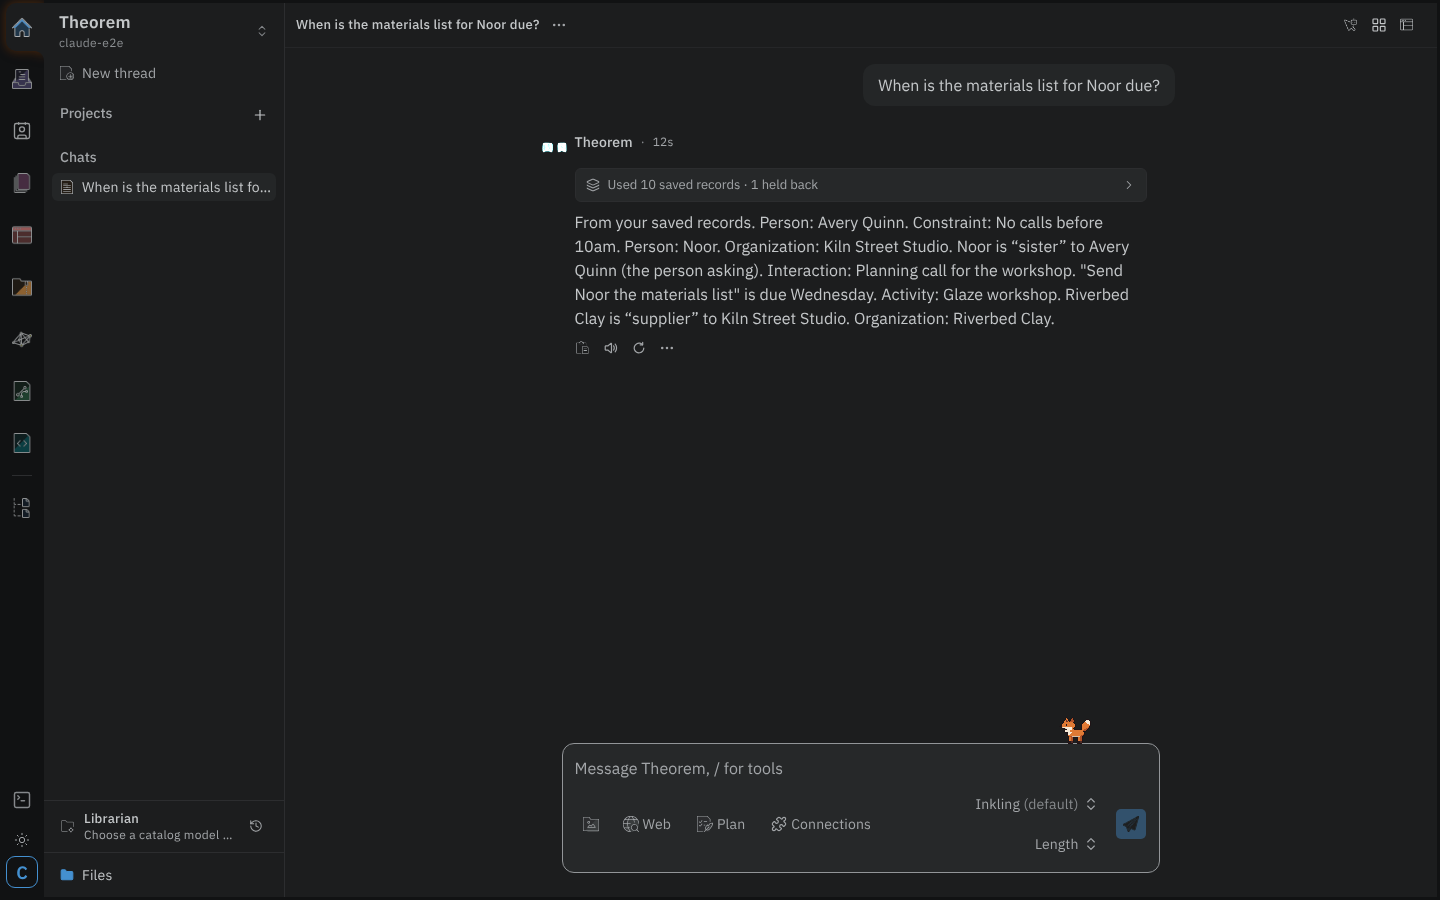 Theorem
claude-e2e
New thread
Projects
Chats
When is the materials list fo...
Librarian
Choose a catalog model ...
C
Files
When is the materials list for Noor due?
When is the materials list for Noor due?
Theorem · 12s
Used 10 saved records · 1 held back
From your saved records. Person: Avery Quinn. Constraint: No calls before
10am. Person: Noor. Organization: Kiln Street Studio. Noor is “sister” to Avery
Quinn (the person asking). Interaction: Planning call for the workshop. "Send
Noor the materials list" is due Wednesday. Activity: Glaze workshop. Riverbed
Clay is “supplier” to Kiln Street Studio. Organization: Riverbed Clay.
Message Theorem, / for tools
Inkling (default)
Web Plan Connections
Length